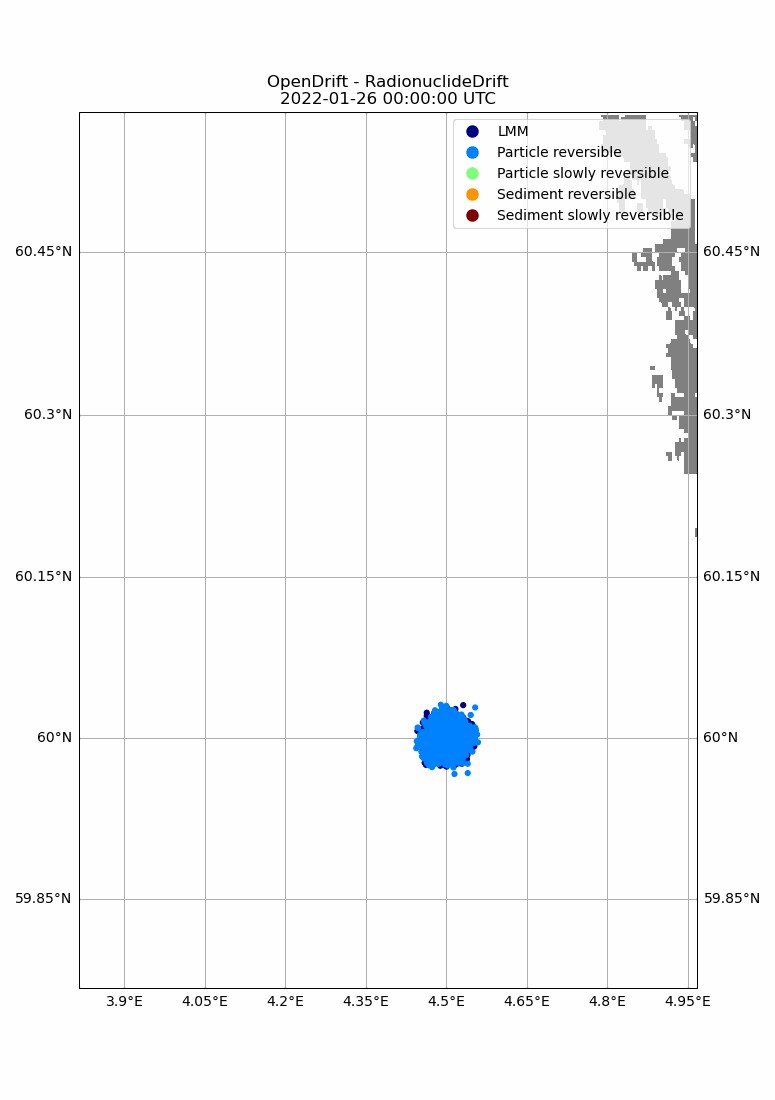 OpenDrift - RadionuclideDrift
2022-01-26 00:00:00 UTC
LMM
Particle reversible
Particle slowly reversible
Sediment reversible
Sediment slowly reversible
60.45°N 60.45°N
60.3°N 60.3°N
60.15°N 60.15°N
60°N 60°N
59.85°N 59.85°N
3.9°E 4.05°E 4.2°E 4.35°E 4.5°E 4.65°E 4.8°E 4.95°E